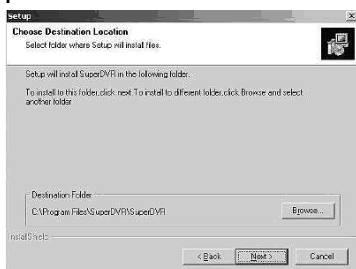 Setup
Choose Destination Location
Select folder where Setup will install files.
Setup will install SuperDVR in the following folder.
To install to this folder,click next.To install to different folder,click Browse and select
another folder
Destination Folder
C:\Program Files\SuperDVR\SuperDVR
Browse...
InstallShield
< Back
Next >
Cancel